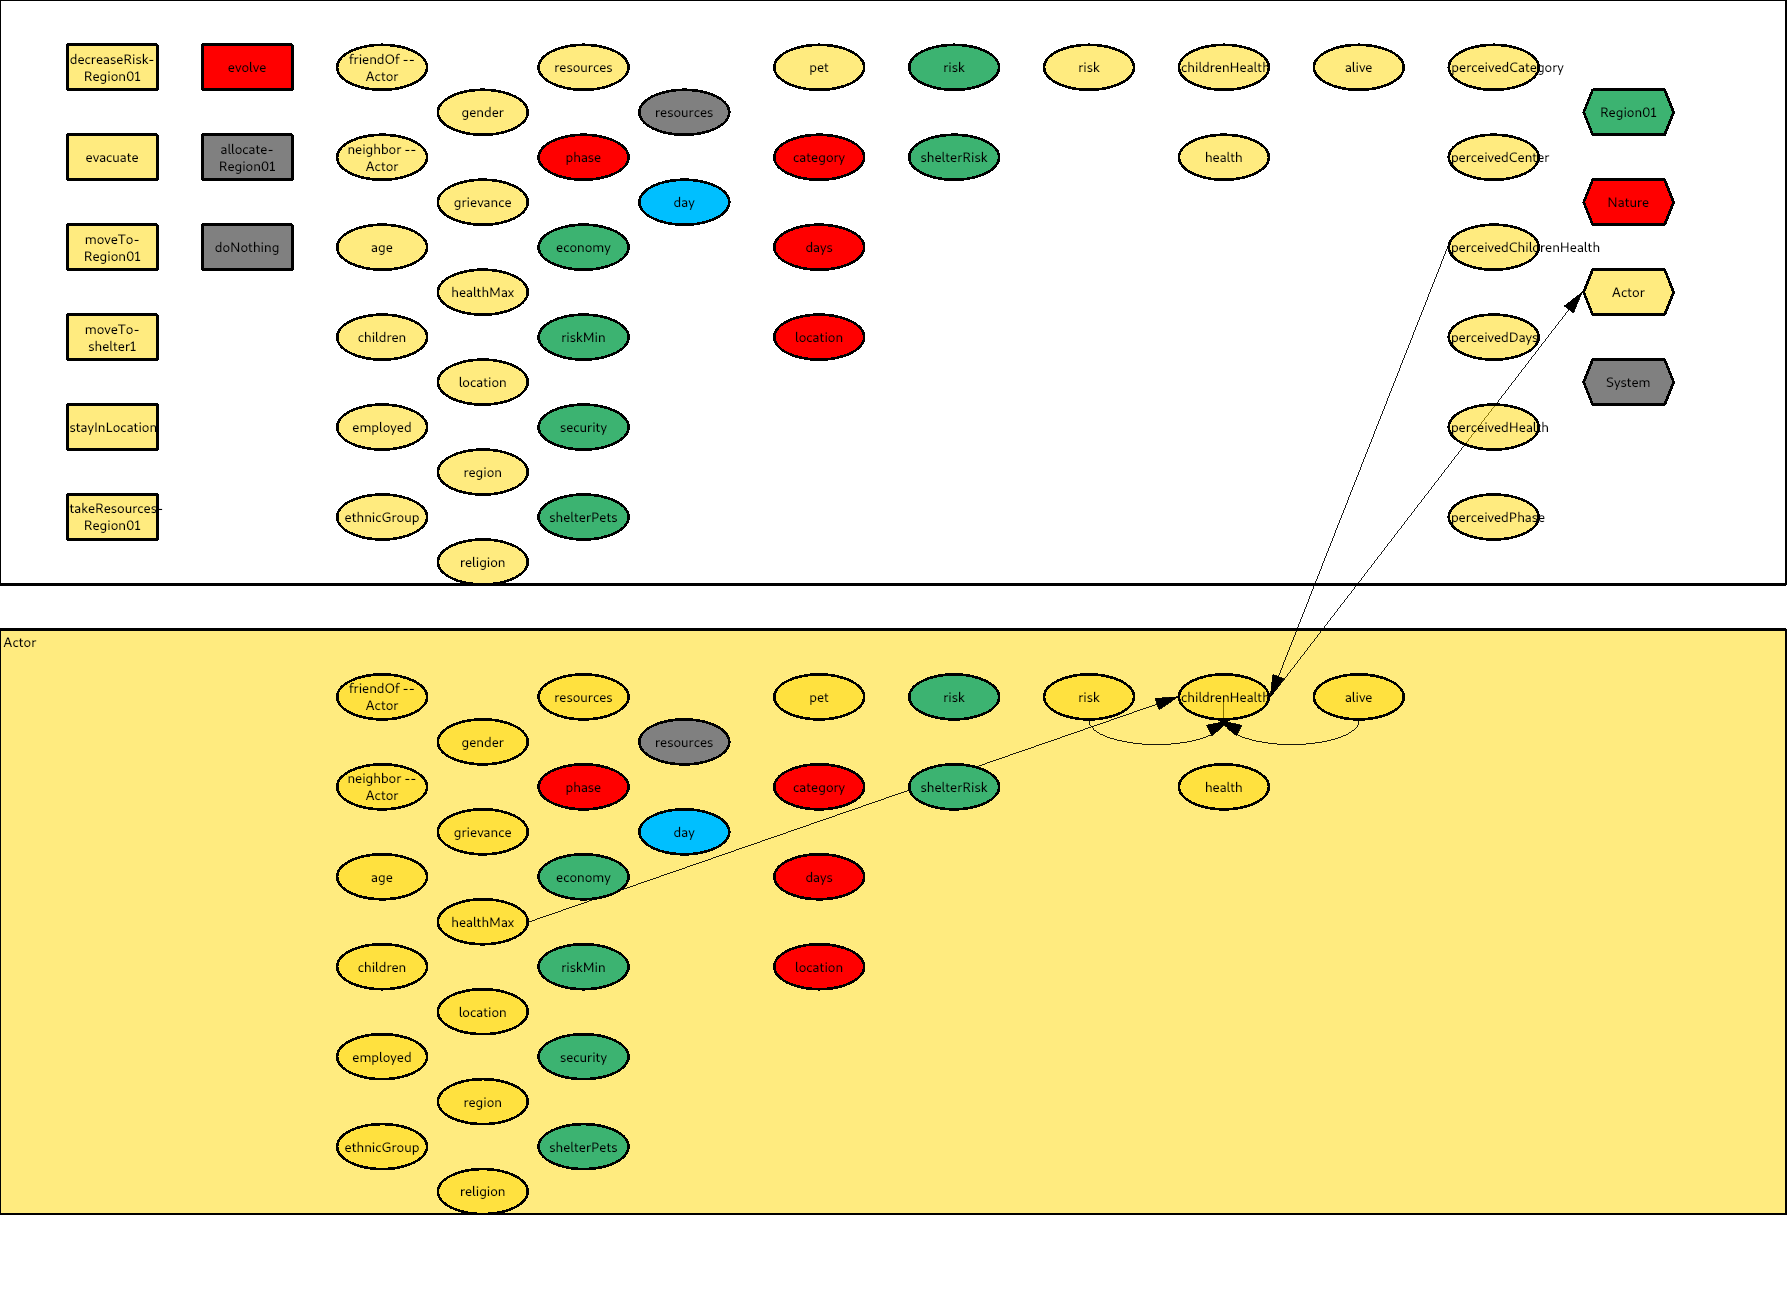 decreaseRisk-
Region01
evolve
friendOf --
Actor
resources
pet
risk
risk
childrenHealth
alive
perceivedCategory
gender
resources
Region01
evacuate
allocate-
Region01
neighbor --
Actor
phase
category
shelterRisk
health
perceivedCenter
grievance
day
Nature
moveTo-
Region01
doNothing
age
economy
days
perceivedChildrenHealth
healthMax
Actor
moveTo-
shelter1
children
riskMin
location
perceivedDays
location
System
stayInLocation
employed
security
perceivedHealth
region
takeResources-
Region01
ethnicGroup
shelterPets
perceivedPhase
religion
Actor
friendOf --
Actor
resources
pet
risk
risk
childrenHealth
alive
gender
resources
neighbor --
Actor
phase
category
shelterRisk
health
grievance
day
age
economy
days
healthMax
children
riskMin
location
location
employed
security
region
ethnicGroup
shelterPets
religion